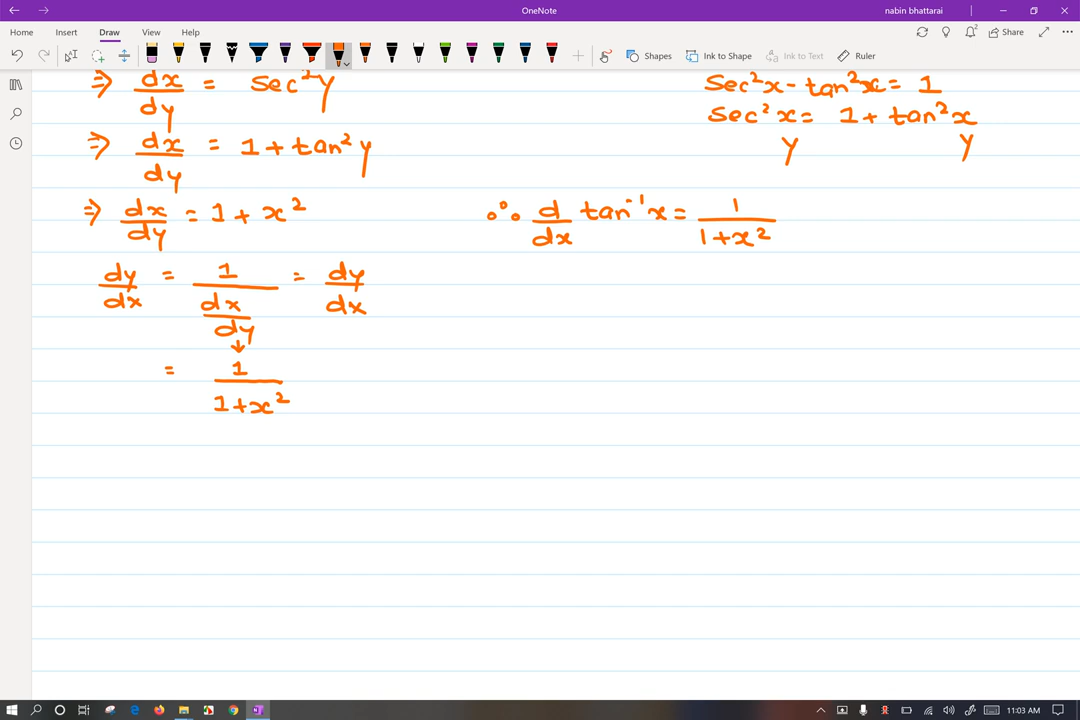 OneNote
nabin bhattarai
Home Insert Draw View Help
Share
Shapes Ink to Shape Ink to Text Ruler
⇒ dx/dy = sec²y
sec²x - tan²x = 1
sec²x = 1 + tan²x
y y
⇒ dx/dy = 1 + tan²y
⇒ dx/dy = 1 + x²
∴ d/dx tan⁻¹x = 1/(1+x²)
dy/dx = 1/(dx/dy) = dy/dx
↓
= 1/(1+x²)
11:03 AM